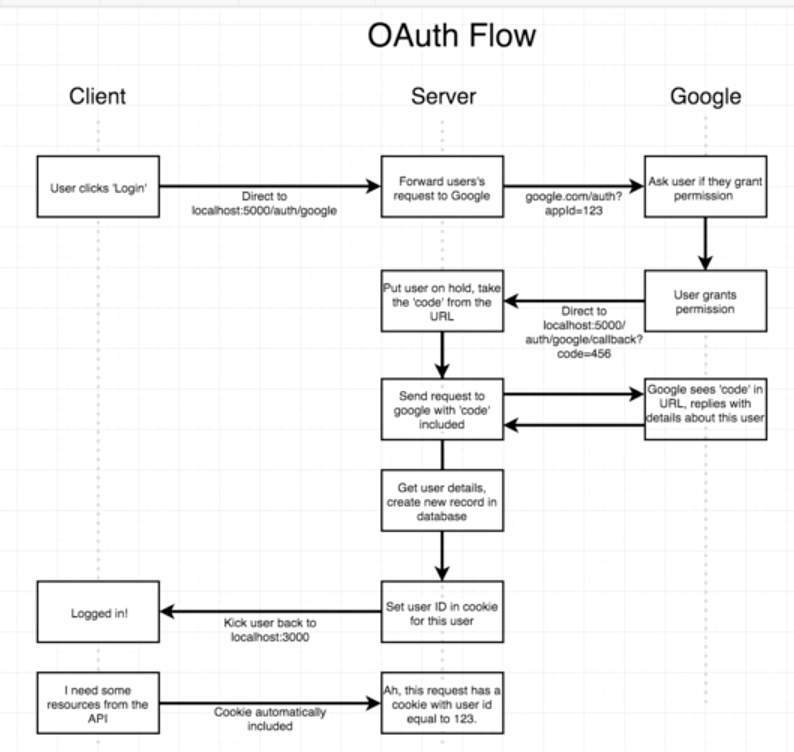 OAuth Flow
Client
Server
Google
User clicks 'Login'
Direct to
localhost:5000/auth/google
Forward users's
request to Google
google.com/auth?
appId=123
Ask user if they grant
permission
Put user on hold, take
the 'code' from the
URL
Direct to
localhost:5000/
auth/google/callback?
code=456
User grants
permission
Send request to
google with 'code'
included
Google sees 'code' in
URL, replies with
details about this user
Get user details,
create new record in
database
Logged in!
Kick user back to
localhost:3000
Set user ID in cookie
for this user
I need some
resources from the
API
Cookie automatically
included
Ah, this request has a
cookie with user id
equal to 123.